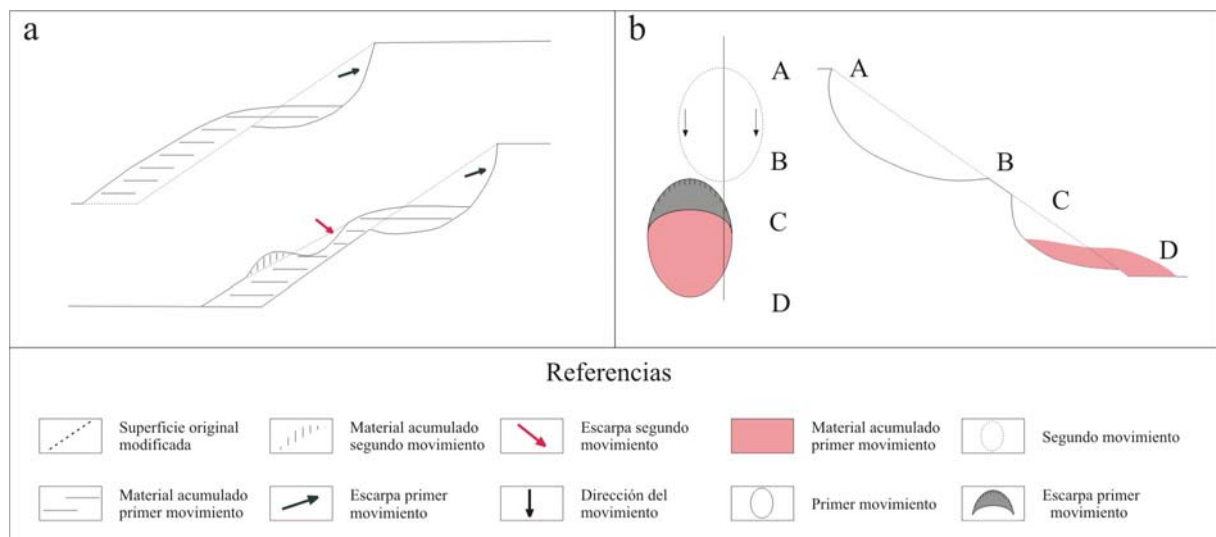 a
b
A
B
C
D
A
B
C
D
Referencias
Superficie original
modificada
Material acumulado
segundo movimiento
Escarpa segundo
movimiento
Material acumulado
primer movimiento
Segundo movimiento
Material acumulado
primer movimiento
Escarpa primer
movimiento
Dirección del
movimiento
Primer movimiento
Escarpa primer
movimiento